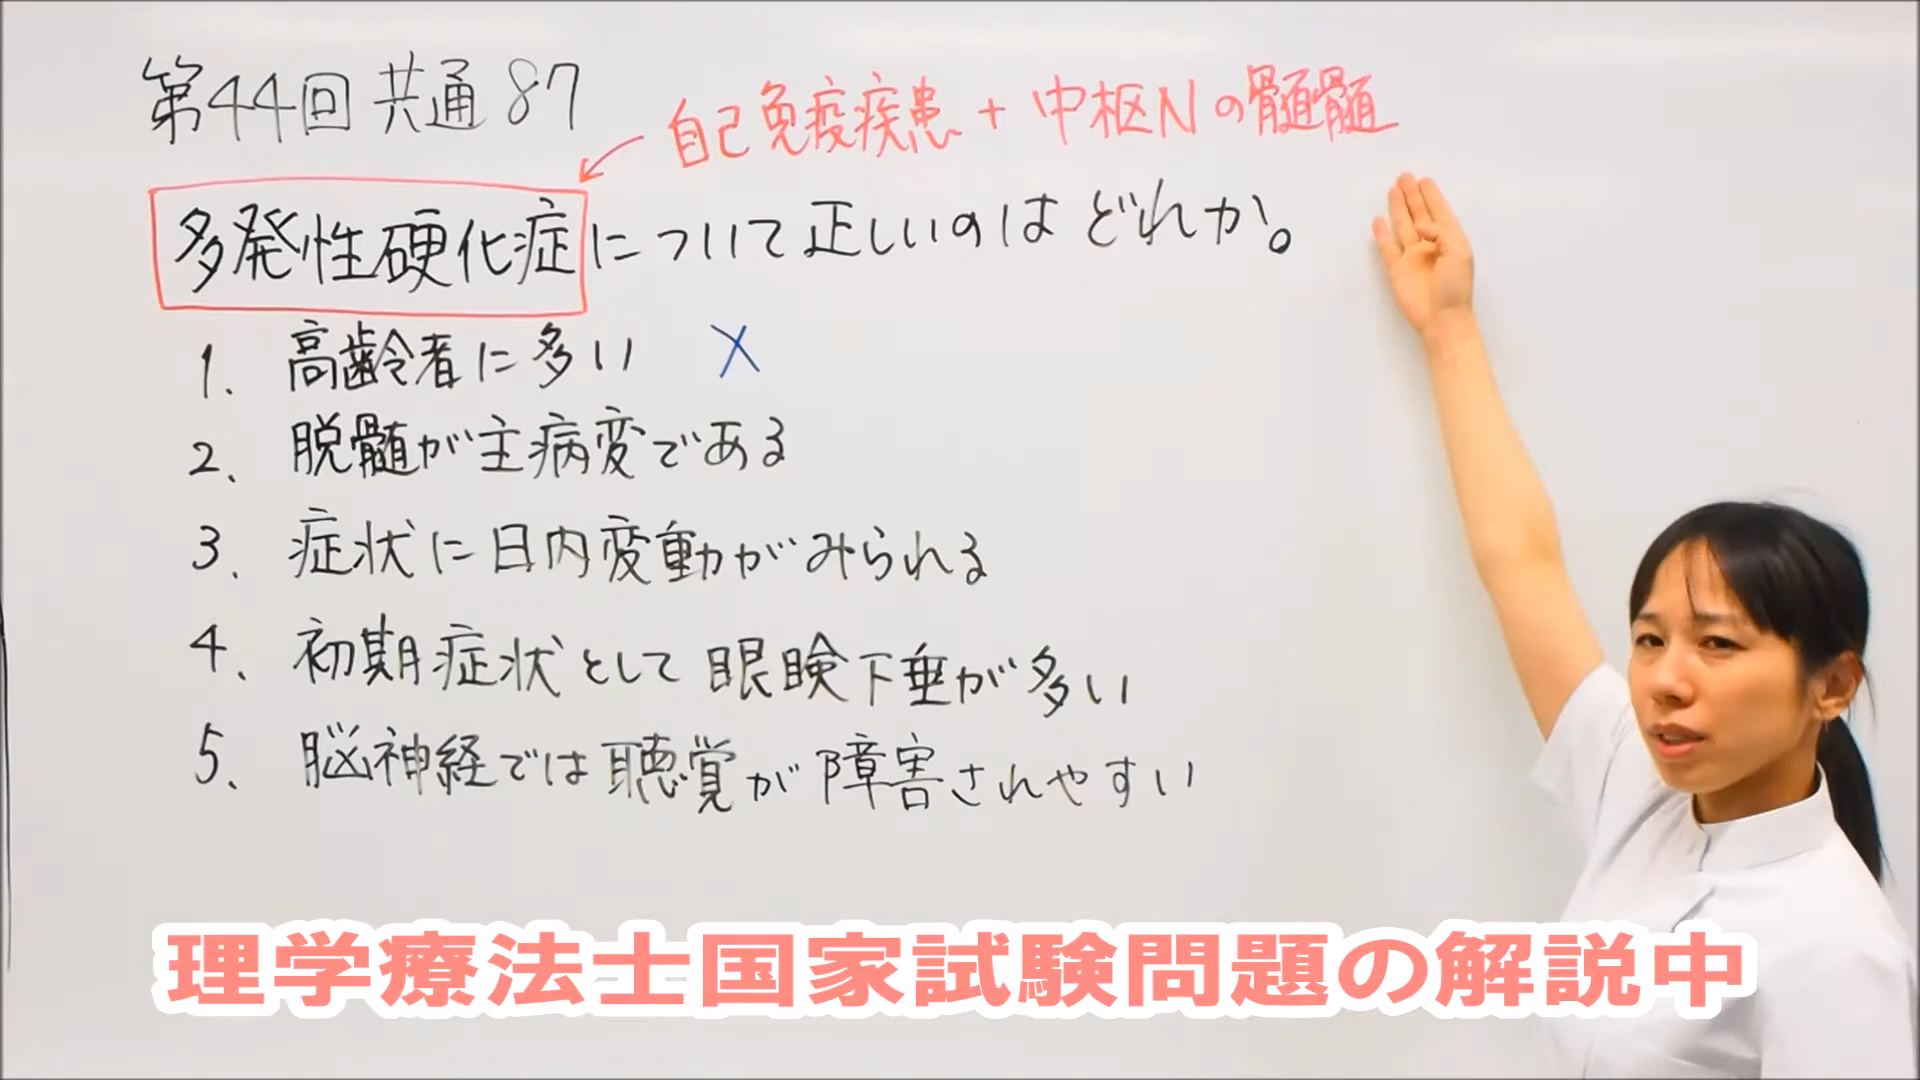 第44回 共通 87
自己免疫疾患 + 中枢Nの髄髄
多発性硬化症について正しいのはどれか。
1. 高齢者に多い ×
2、脱髄が主病変である
3、症状に日内変動がみられる
4、初期症状として眼瞼下垂が多い
5、脳神経では聴覚が障害されやすい
理学療法士国家試験問題の解説中